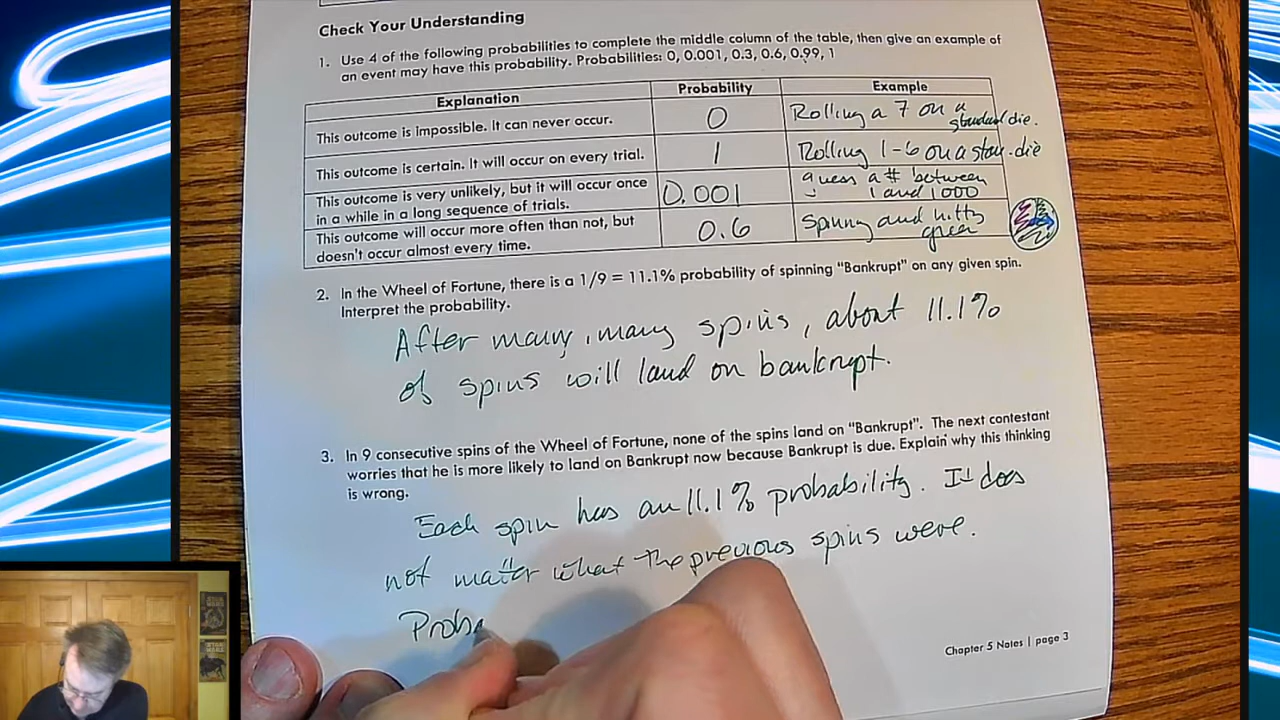 Check Your Understanding
1. Use 4 of the following probabilities to complete the middle column of the table, then give an example of
an event may have this probability. Probabilities: 0, 0.001, 0.3, 0.6, 0.99, 1
Explanation Probability Example
This outcome is impossible. It can never occur. 0 Rolling a 7 on a
standard die.
This outcome is certain. It will occur on every trial. 1 Rolling 1-6 on a stan. die
This outcome is very unlikely, but it will occur once 0.001 guess a # between
in a while in a long sequence of trials. 1 and 1000
This outcome will occur more often than not, but 0.6 Spinny and hitty
doesn't occur almost every time. green
2. In the Wheel of Fortune, there is a 1/9 = 11.1% probability of spinning "Bankrupt" on any given spin.
Interpret the probability.
After many, many spins, about 11.1%
of spins will land on bankrupt.
3. In 9 consecutive spins of the Wheel of Fortune, none of the spins land on "Bankrupt". The next contestant
worries that he is more likely to land on Bankrupt now because Bankrupt is due. Explain why this thinking
is wrong.
Each spin has an 11.1% probability. It does
not matter what the previous spins were.
Proba
Chapter 5 Notes | page 3
STAR WARS
STAR WARS